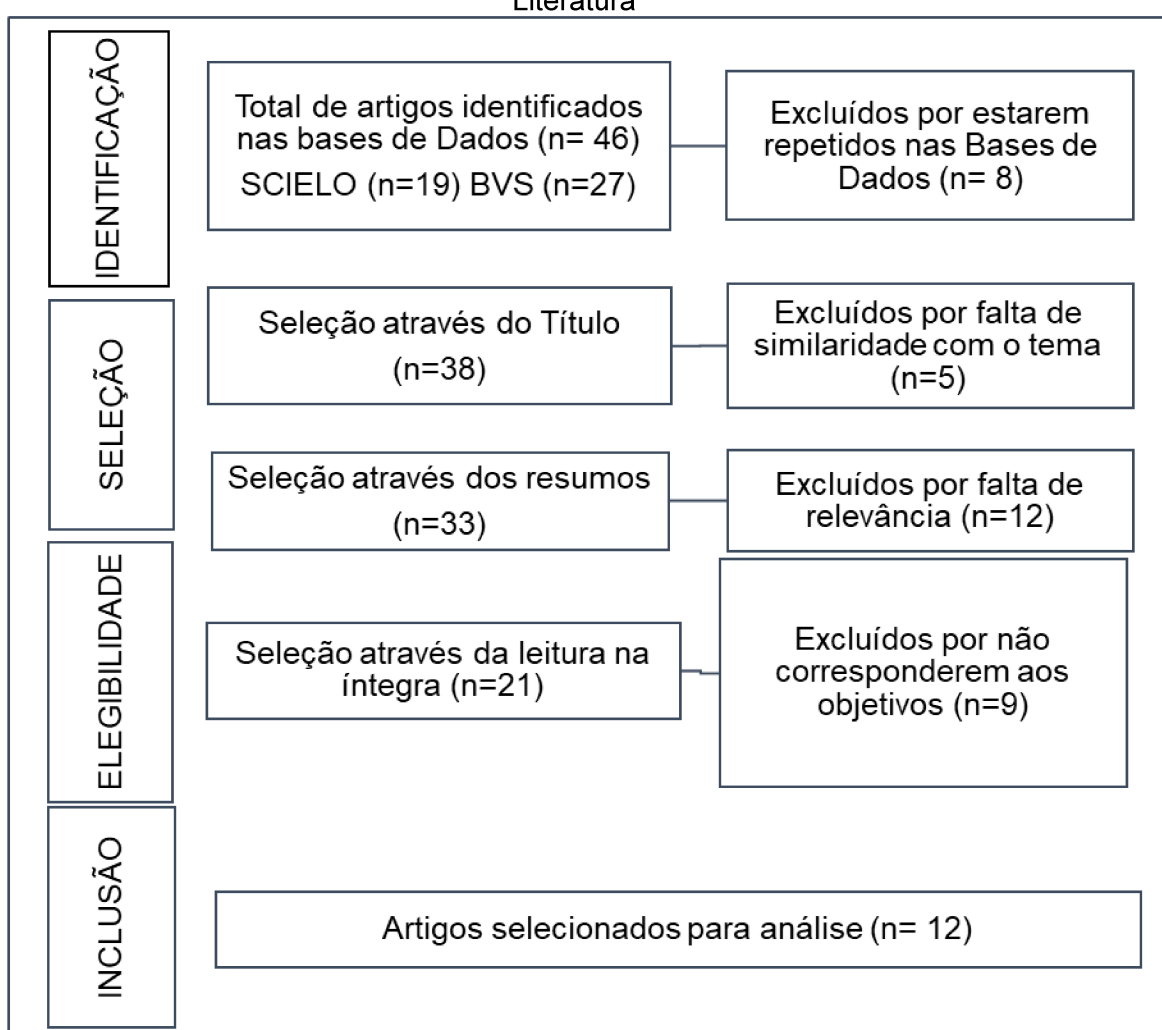 Literatura
IDENTIFICAÇÃO
Total de artigos identificados
nas bases de Dados (n= 46)
SCIELO (n=19) BVS (n=27)
Excluídos por estarem
repetidos nas Bases de
Dados (n= 8)
SELEÇÃO
Seleção através do Título
(n=38)
Excluídos por falta de
similaridade com o tema
(n=5)
Seleção através dos resumos
(n=33)
Excluídos por falta de
relevância (n=12)
ELEGIBILIDADE
Seleção através da leitura na
íntegra (n=21)
Excluídos por não
corresponderem aos
objetivos (n=9)
INCLUSÃO
Artigos selecionados para análise (n= 12)